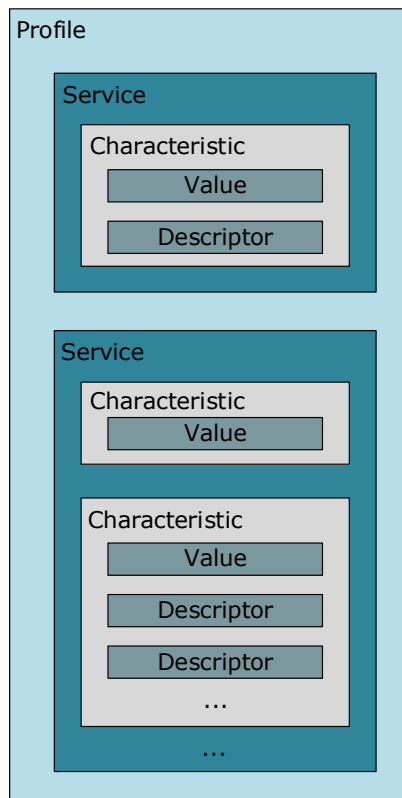 Profile
Service
Characteristic
Value
Descriptor
Service
Characteristic
Value
Characteristic
Value
Descriptor
Descriptor
...
...